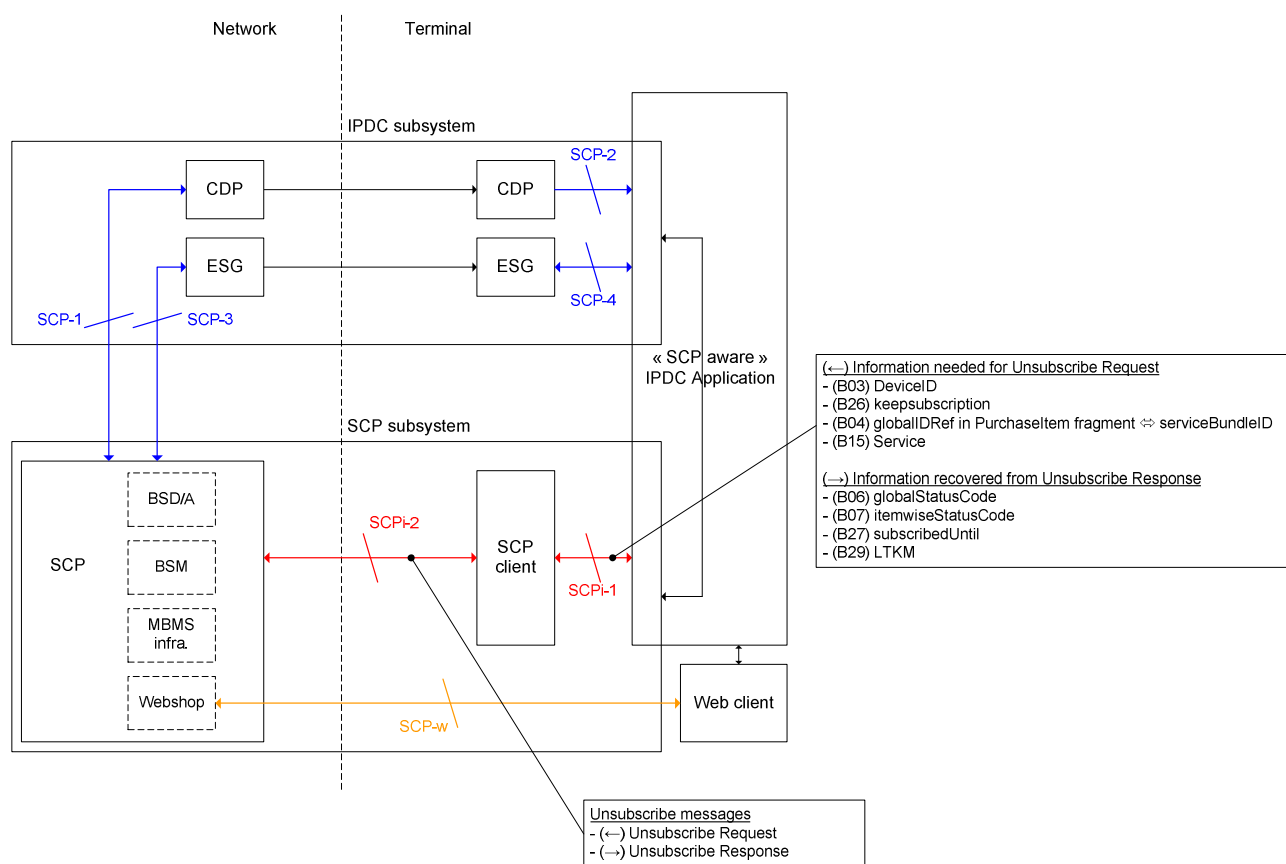 Network
Terminal
IPDC subsystem
SCP-2
CDP
CDP
ESG
ESG
SCP-4
SCP-1
SCP-3
« SCP aware »
IPDC Application
(←) Information needed for Unsubscribe Request
- (B03) DeviceID
- (B26) keepsubscription
- (B04) globalIDRef in PurchaseItem fragment ⇔ serviceBundleID
- (B15) Service
(→) Information recovered from Unsubscribe Response
- (B06) globalStatusCode
- (B07) itemwiseStatusCode
- (B27) subscribedUntil
- (B29) LTKM
SCP subsystem
BSD/A
SCPi-2
SCP
client
SCP
BSM
SCPi-1
MBMS
infra.
Webshop
SCP-w
Web client
Unsubscribe messages
- (←) Unsubscribe Request
- (→) Unsubscribe Response